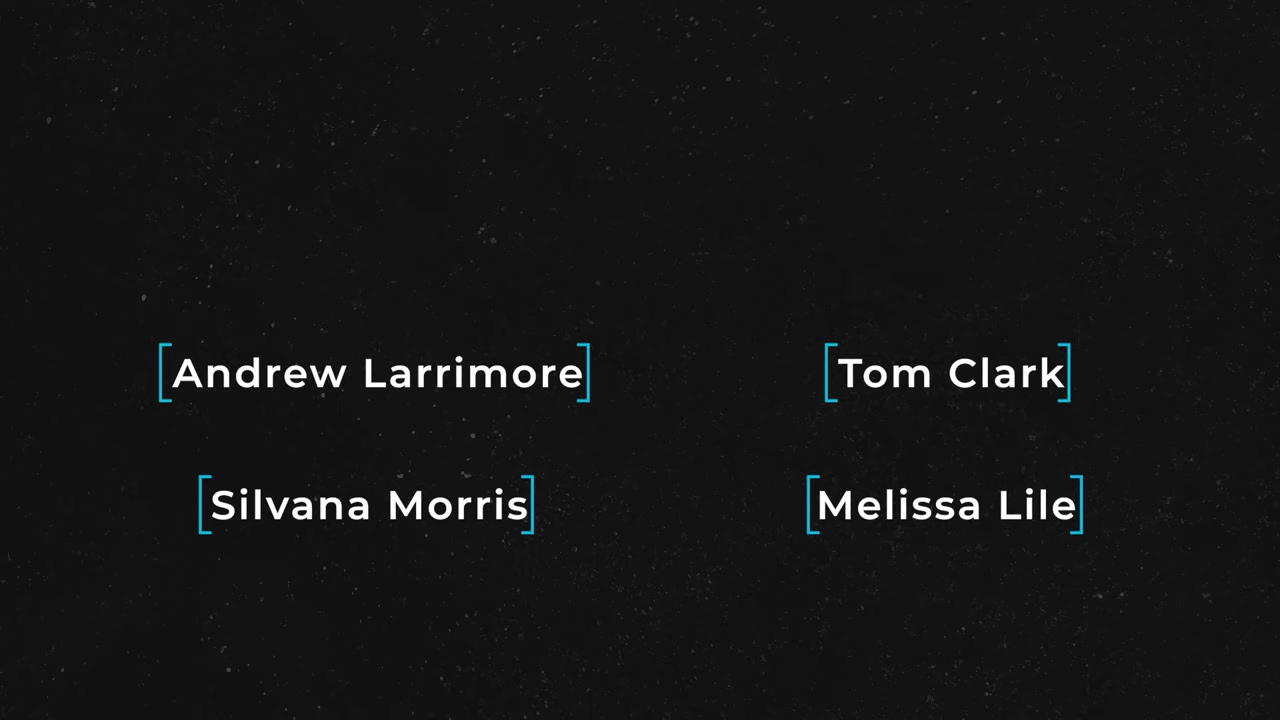 [Andrew Larrimore]
[Tom Clark]
[Silvana Morris]
[Melissa Lile]